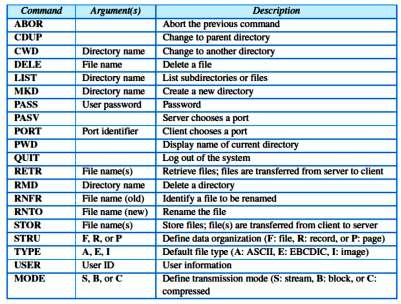 Command Argument(s) Description
ABOR Abort the previous command
CDUP Change to parent directory
CWD Directory name Change to another directory
DELE File name Delete a file
LIST Directory name List subdirectories or files
MKD Directory name Create a new directory
PASS User password Password
PASV Server chooses a port
PORT Port identifier Client chooses a port
PWD Display name of current directory
QUIT Log out of the system
RETR File name(s) Retrieve files; files are transferred from server to client
RMD Directory name Delete a directory
RNFR File name (old) Identify a file to be renamed
RNTO File name (new) Rename the file
STOR File name(s) Store files; file(s) are transferred from client to server
STRU F, R, or P Define data organization (F: file, R: record, or P: page)
TYPE A, E, I Default file type (A: ASCII, E: EBCDIC, I: image)
USER User ID User information
MODE S, B, or C Define transmission mode (S: stream, B: block, or C:
compressed